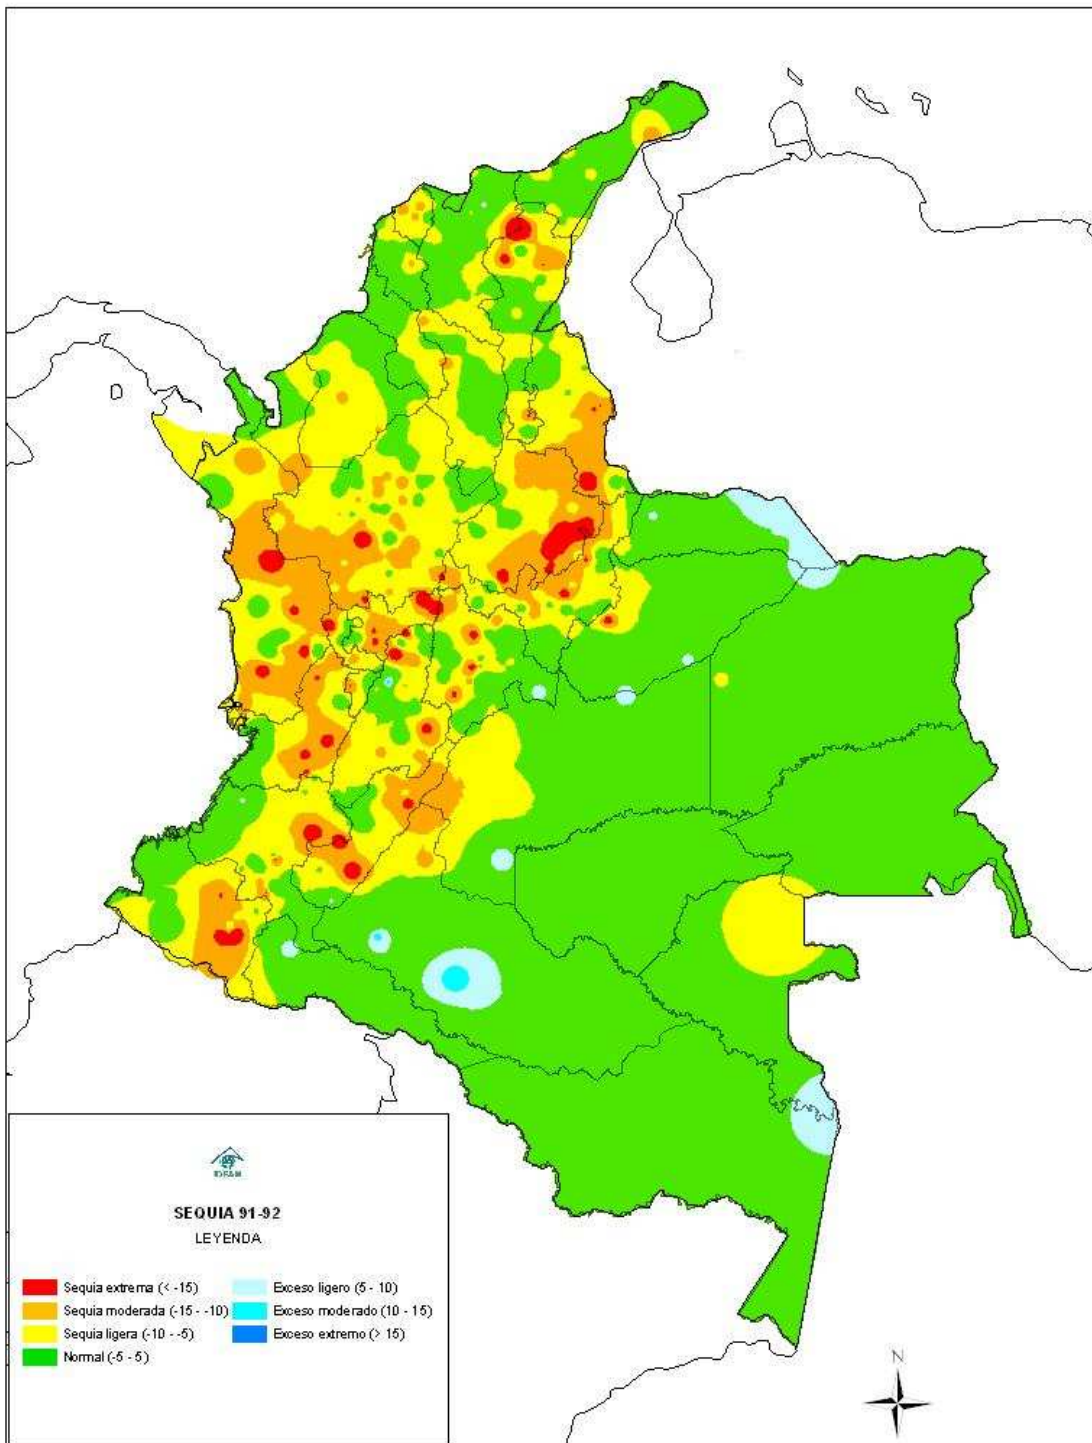 IDEAM
SEQUIA 91-92
LEYENDA
Sequia extrema (< -15)
Sequia moderada (-15 - -10)
Sequia ligera (-10 - -5)
Normal (-5 - 5)
Exceso ligero (5 - 10)
Exceso moderado (10 - 15)
Exceso extremo (> 15)
N